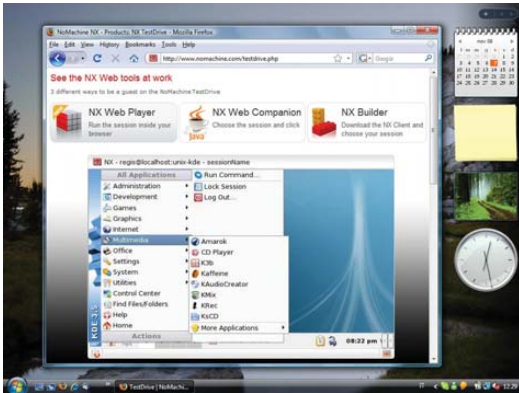 NoMachine NX - Products: NX TestDrive - Mozilla Firefox
File Edit View History Bookmarks Tools Help
http://www.nomachine.com/testdrive.php
Google
See the NX Web tools at work
3 different ways to be a guest on the NoMachine TestDrive
NX Web Player
Run the session inside your browser
NX Web Companion
Choose the session and click
Java
NX Builder
Download the NX Client and choose your session
NX - regis@localhost:unix-kde - sessionName
All Applications
Administration
Development
Games
Graphics
Internet
Multimedia
Office
Settings
System
Utilities
Control Center
Find Files/Folders
Help
Home
Actions
KDE 3.5
Run Command...
Lock Session
Log Out...
Amarok
CD Player
K3b
Kaffeine
KAudioCreator
KMix
KRec
KsCD
More Applications
08:22 pm
nov 08
TestDrive | NoMachi...
IT
12.29